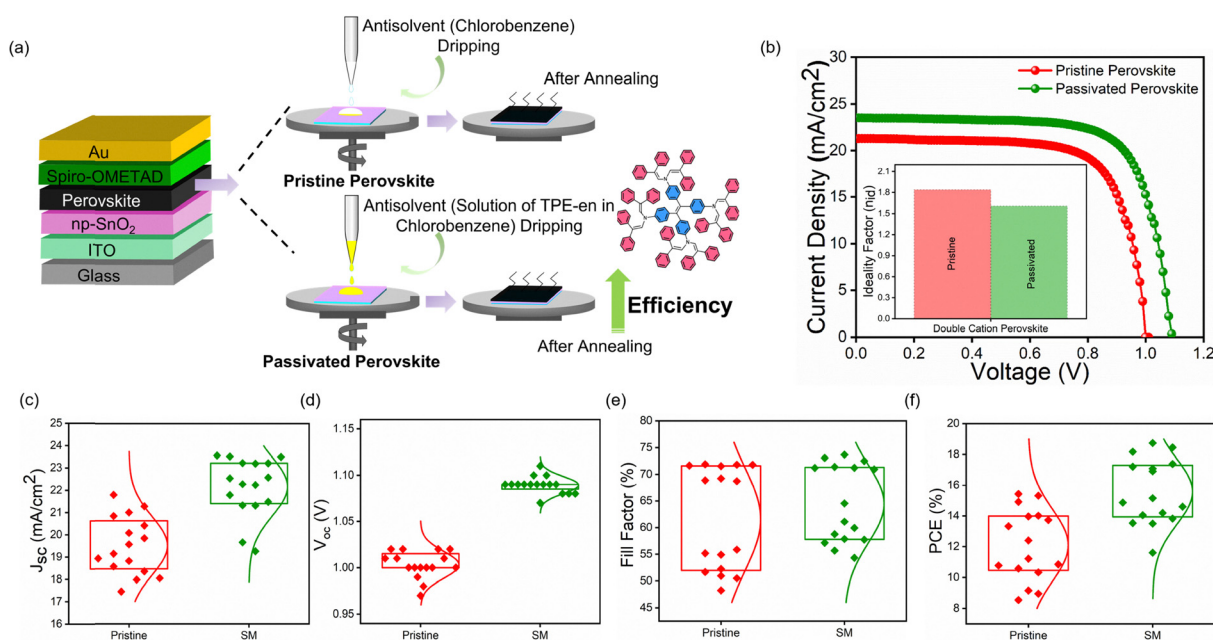 (a)
Antisolvent (Chlorobenzene)
Dripping)
After Annealing
Au
Spiro-OMETAD
Perovskite
np-SnO2
ITO
Glass
Pristine Perovskite
Antisolvent (Solution of TPE-en in
Chlorobenzene) Dripping)
Efficiency
After Annealing
Passivated Perovskite
(b)
Current Density (mA/cm2)
30
25
20
15
10
5
0
Pristine Perovskite
Passivated Perovskite
Ideality Factor (nid)
2.1
1.8
1.5
1.2
0.9
0.6
0.3
0.0
Pristine
Passivated
Double Cation Perovskite
0.0 0.2 0.4 0.6 0.8 1.0 1.2
Voltage (V)
(c)
JSC (mA/cm2)
25
24
23
22
21
20
19
18
17
16
Pristine SM
(d)
Voc (V)
1.15
1.10
1.05
1.00
0.95
Pristine SM
(e)
Fill Factor (%)
80
75
70
65
60
55
50
45
Pristine SM
(f)
PCE (%)
20
18
16
14
12
10
8
Pristine SM